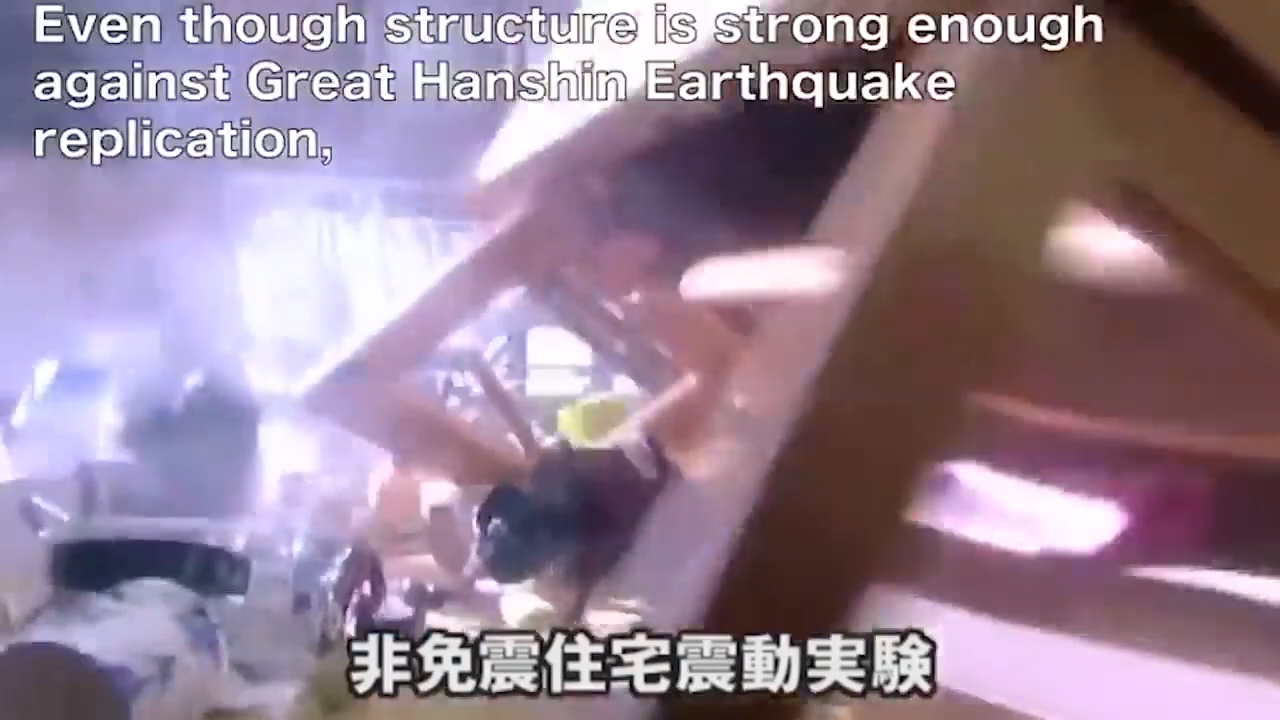 Even though structure is strong enough
against Great Hanshin Earthquake
replication,
非免震住宅震動実験